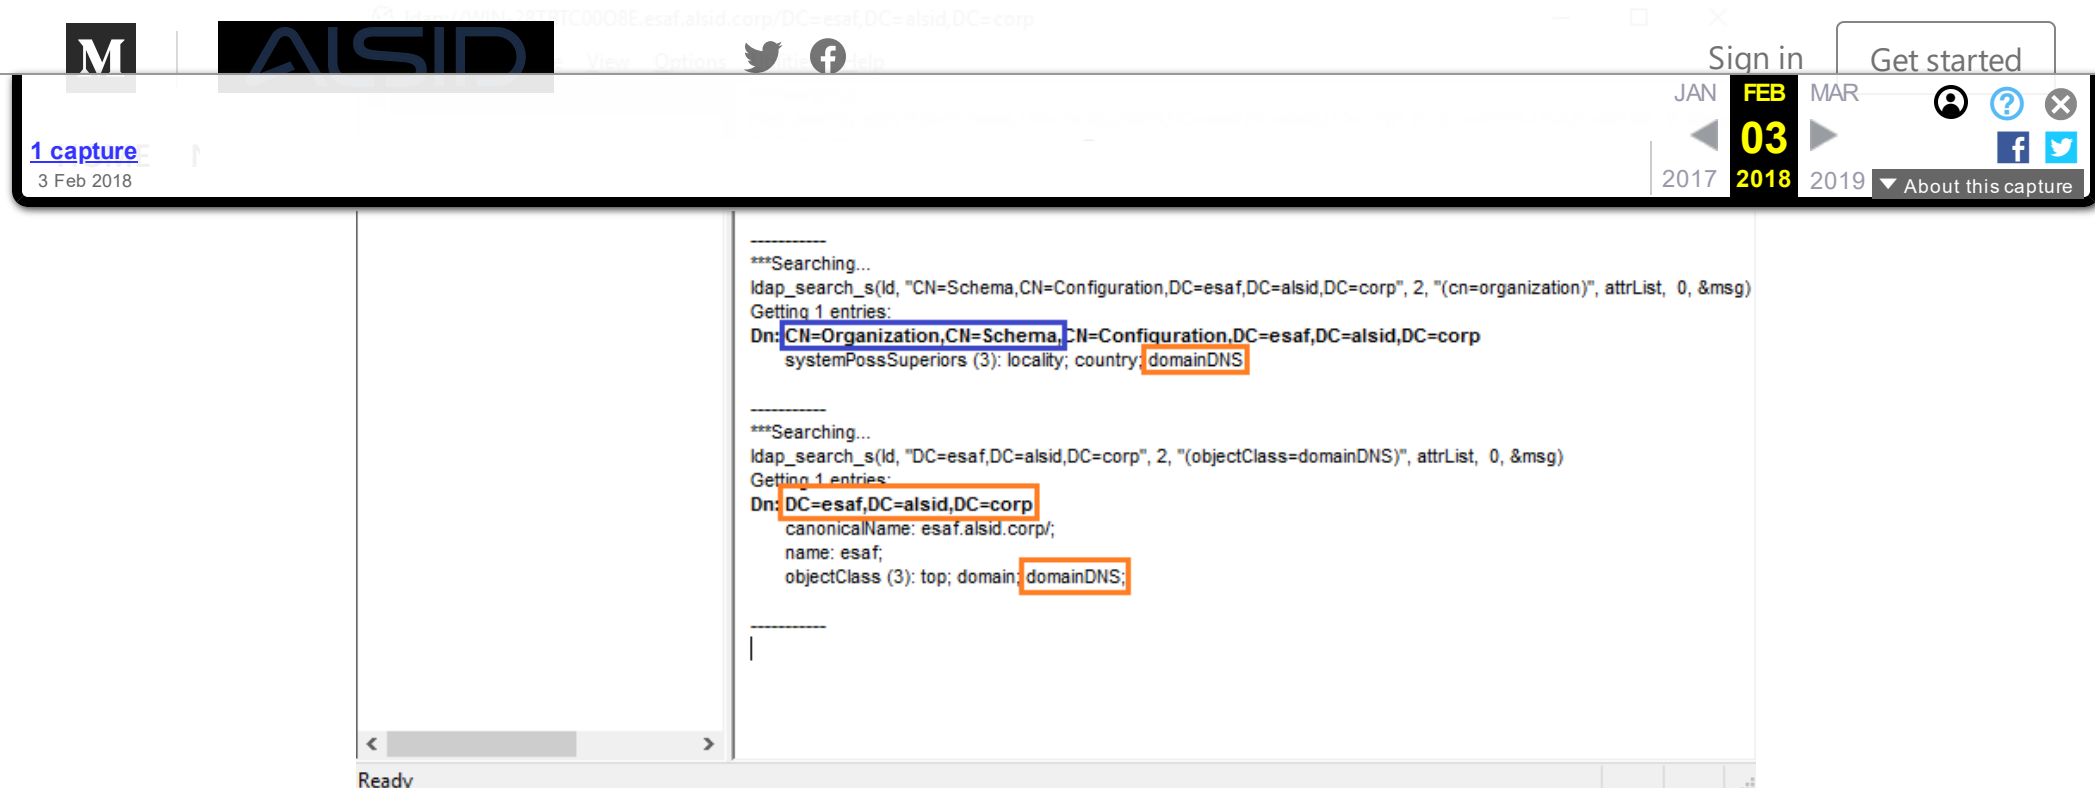 M ALSID Sign in Get started
View Options Help
JAN FEB MAR
1 capture 03
3 Feb 2018 2017 2018 2019 About this capture
-----------
***Searching...
ldap_search_s(ld, "CN=Schema,CN=Configuration,DC=esaf,DC=alsid,DC=corp", 2, "(cn=organization)", attrList,  0, &msg)
Getting 1 entries:
Dn: CN=Organization,CN=Schema,CN=Configuration,DC=esaf,DC=alsid,DC=corp
systemPossSuperiors (3): locality; country; domainDNS
-----------
***Searching...
ldap_search_s(ld, "DC=esaf,DC=alsid,DC=corp", 2, "(objectClass=domainDNS)", attrList,  0, &msg)
Getting 1 entries:
Dn: DC=esaf,DC=alsid,DC=corp
canonicalName: esaf.alsid.corp/;
name: esaf;
objectClass (3): top; domain; domainDNS;
-----------
Ready